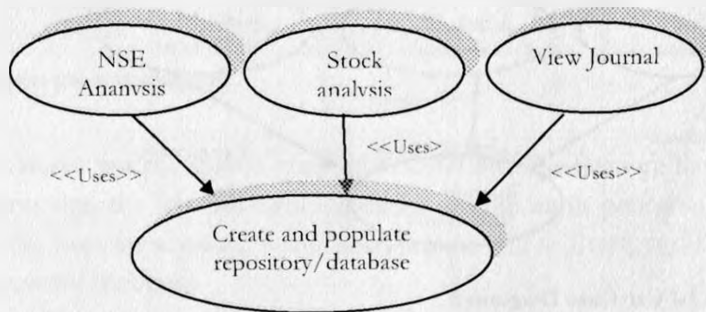 NSE
Ananvsis
Stock
analvsis
View Journal
<<Uses>>
<<Uses>
<<Uses>>
Create and populate
repository/database